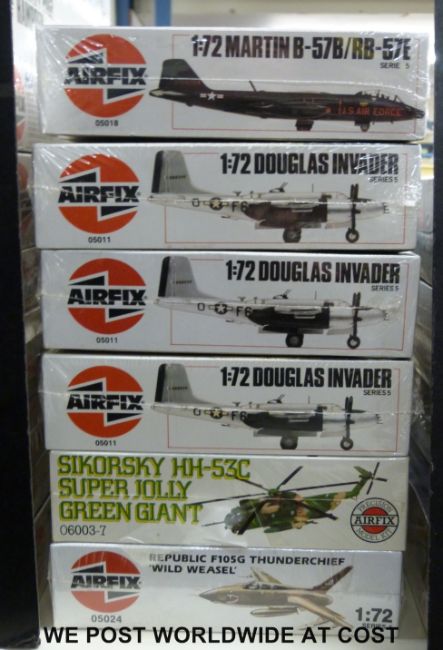 AIRFIX
05018
1:72 MARTIN B-57B/RB-57E
SERIES 5
U.S. AIR FORCE
AIRFIX
05011
1:72 DOUGLAS INVADER
SERIES 5
AIRFIX
05011
1:72 DOUGLAS INVADER
SERIES 5
AIRFIX
05011
1:72 DOUGLAS INVADER
SERIES 5
SIKORSKY HH-53C
SUPER JOLLY
GREEN GIANT
06003-7
PRECISION
AIRFIX
MODEL KIT
AIRFIX
05024
REPUBLIC F105G THUNDERCHIEF
'WILD WEASEL'
1:72
WE POST WORLDWIDE AT COST